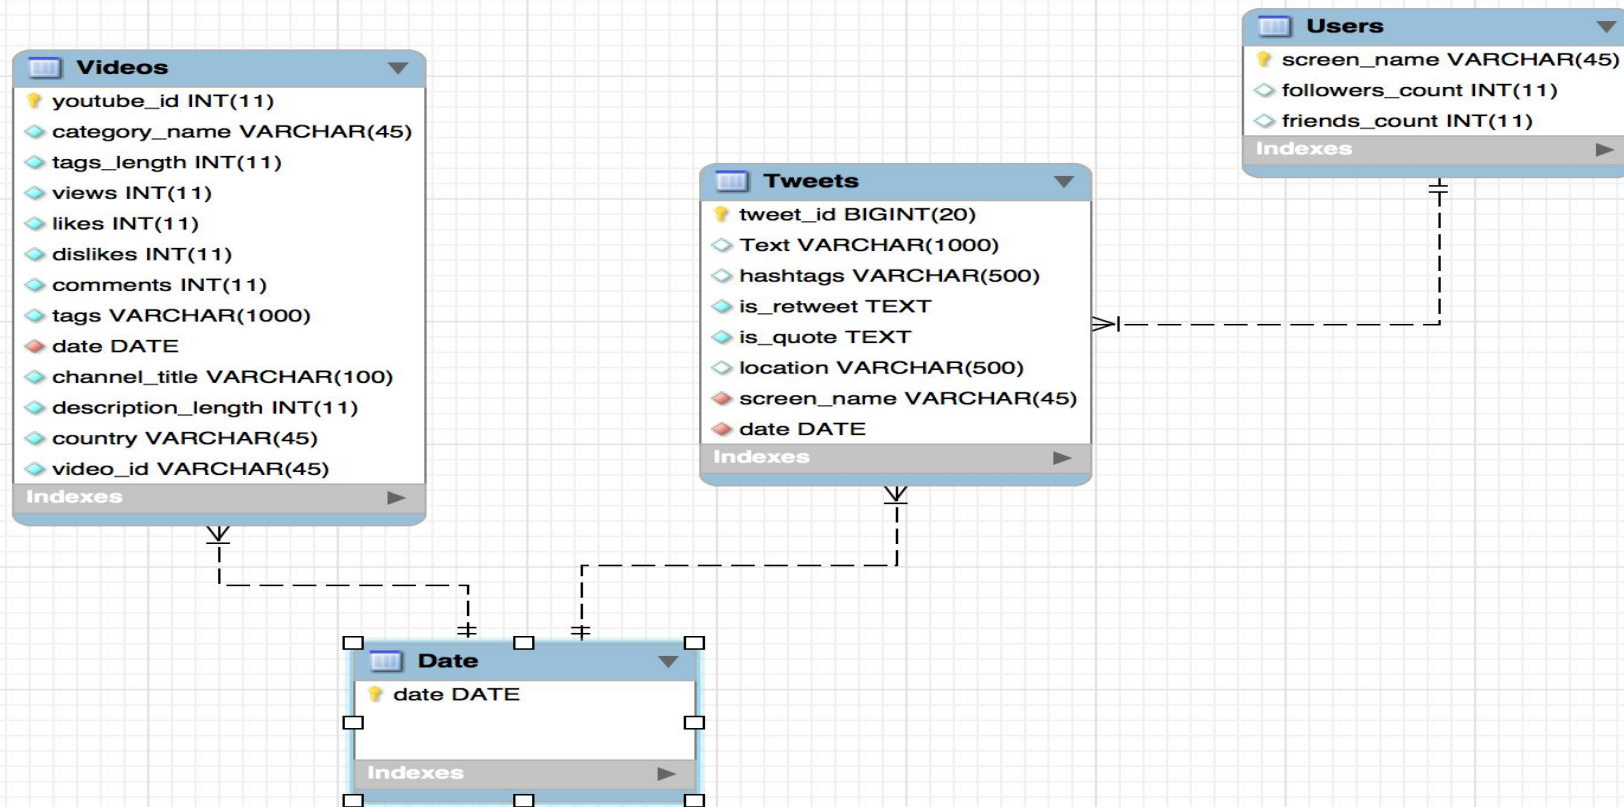 Videos
youtube_id INT(11)
category_name VARCHAR(45)
tags_length INT(11)
views INT(11)
likes INT(11)
dislikes INT(11)
comments INT(11)
tags VARCHAR(1000)
date DATE
channel_title VARCHAR(100)
description_length INT(11)
country VARCHAR(45)
video_id VARCHAR(45)
Indexes
Tweets
tweet_id BIGINT(20)
Text VARCHAR(1000)
hashtags VARCHAR(500)
is_retweet TEXT
is_quote TEXT
location VARCHAR(500)
screen_name VARCHAR(45)
date DATE
Indexes
Users
screen_name VARCHAR(45)
followers_count INT(11)
friends_count INT(11)
Indexes
Date
date DATE
Indexes